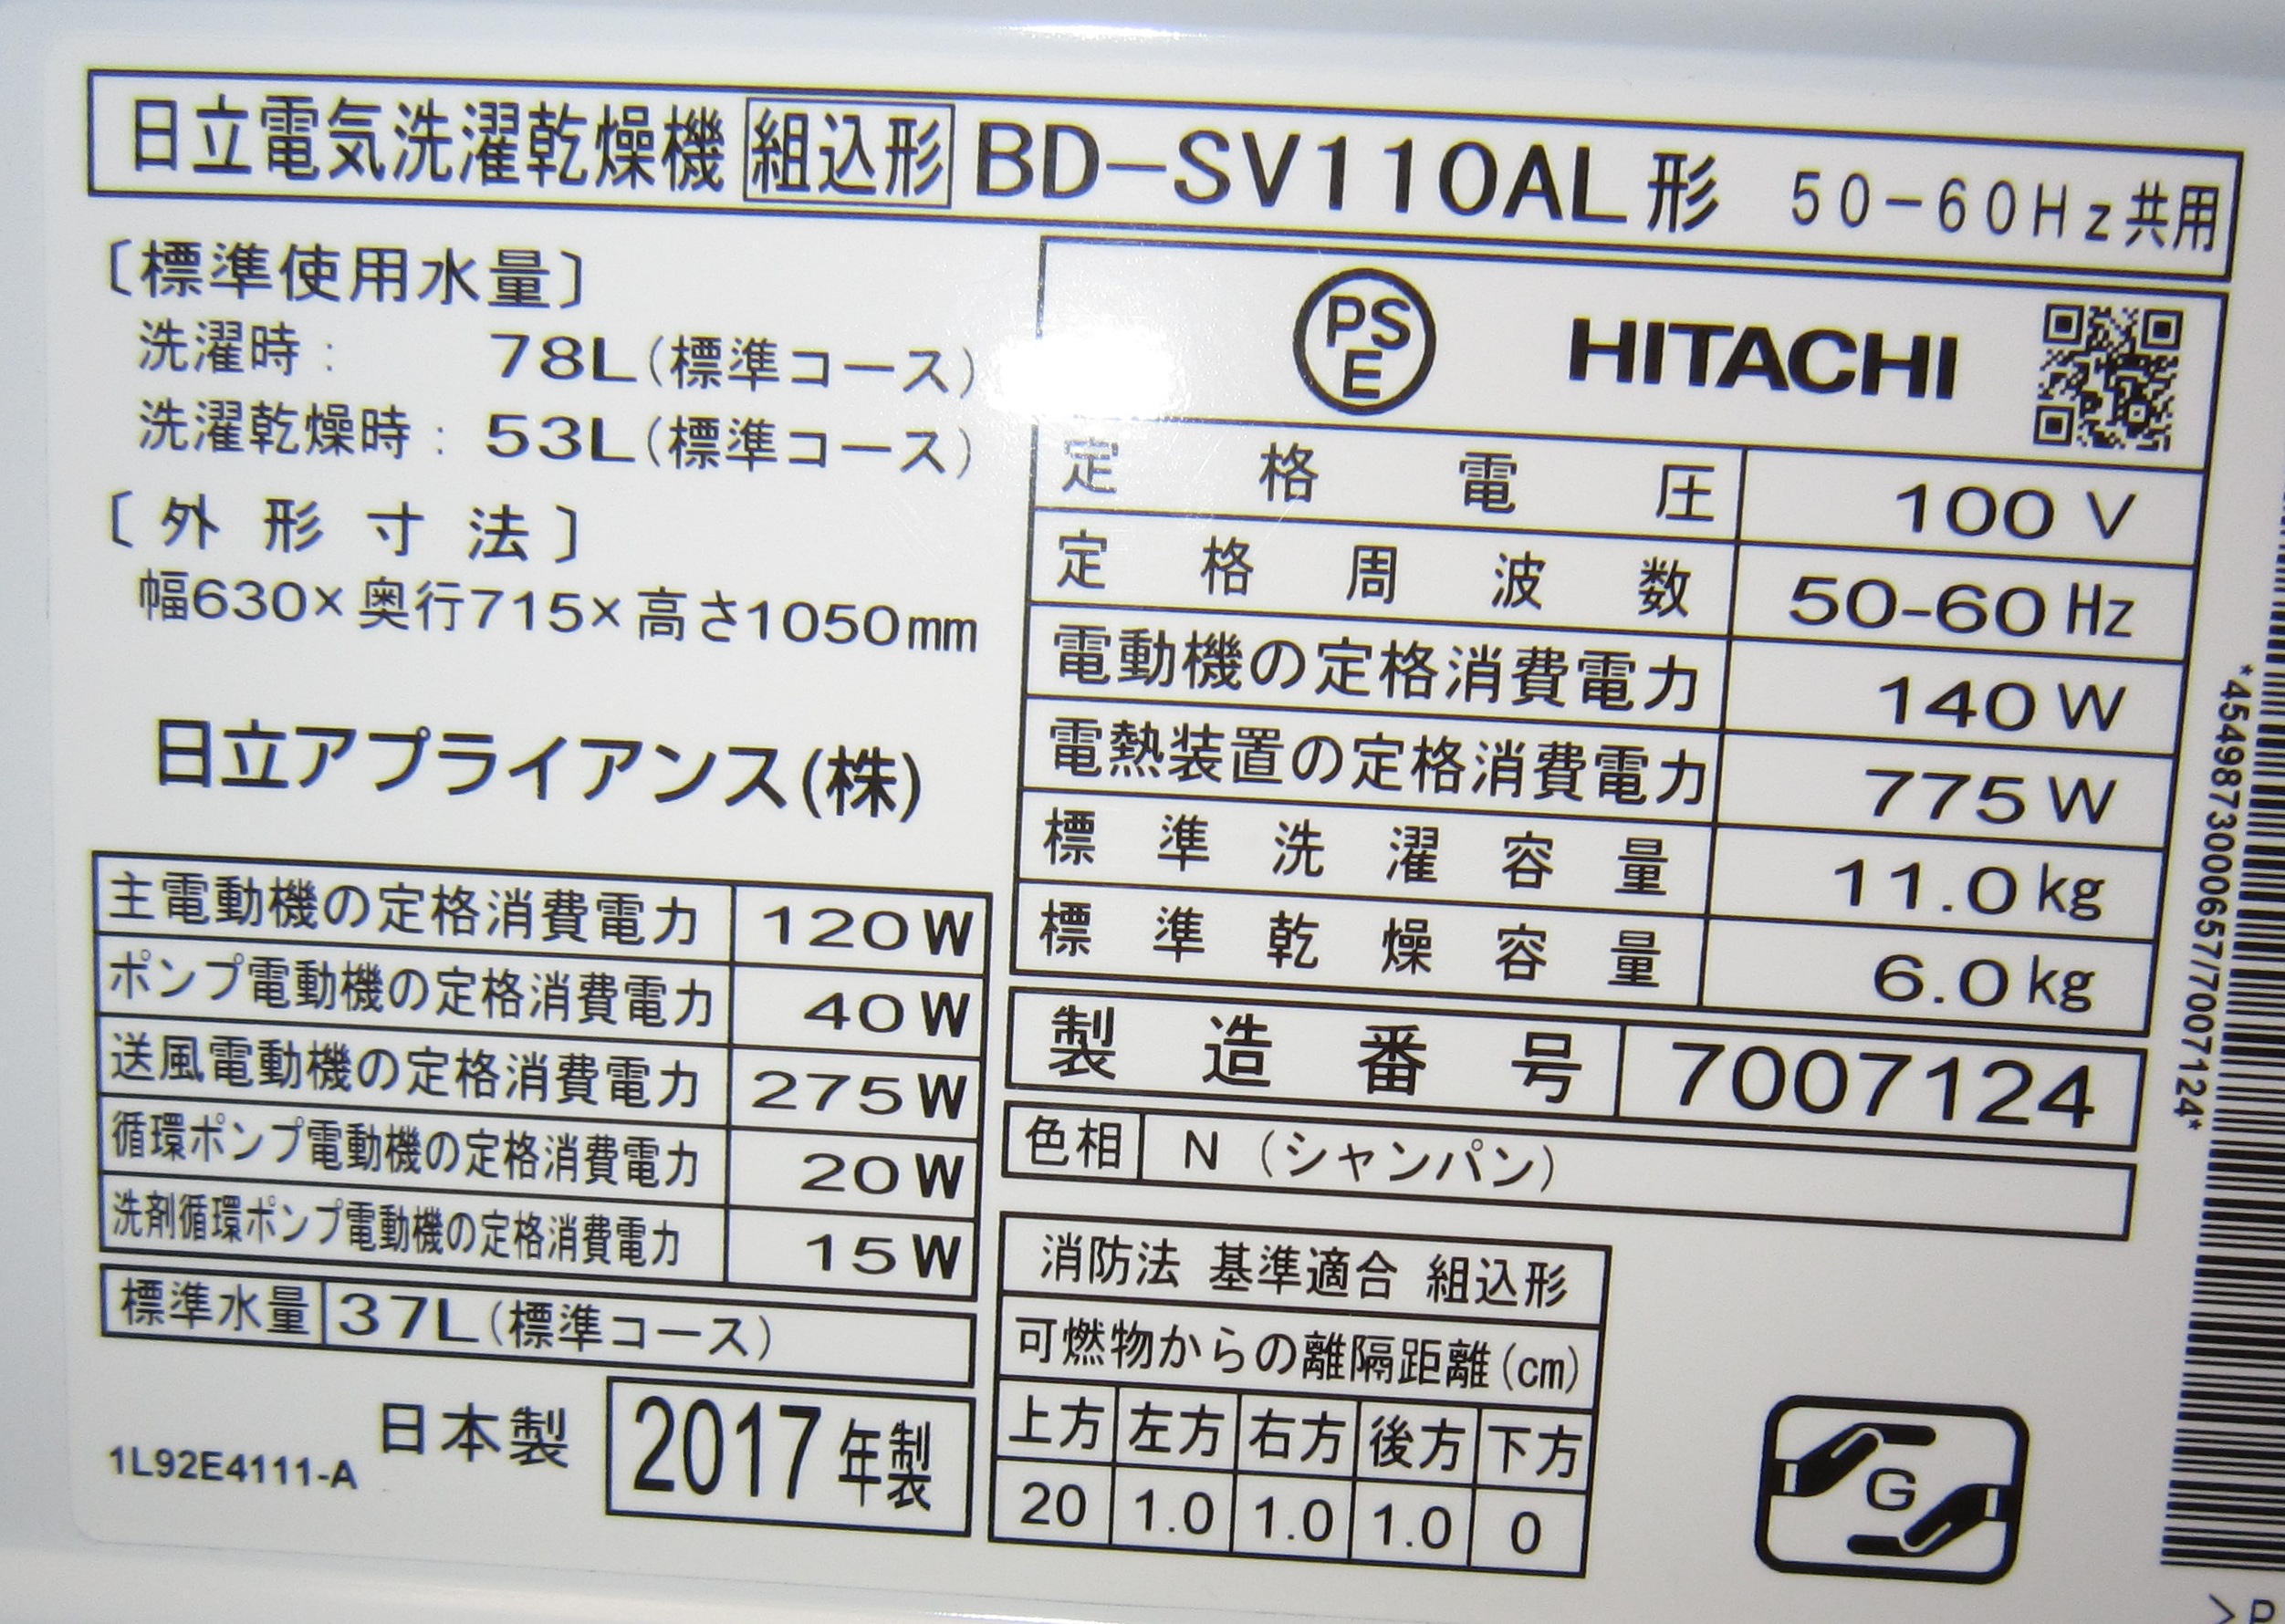 日立電気洗濯乾燥機 組込形 BD-SV110AL形 50-60Hz共用
〔標準使用水量〕
洗濯時: 78L(標準コース)
洗濯乾燥時: 53L(標準コース)
〔外形寸法〕
幅630×奥行715×高さ1050mm
日立アプライアンス(株)
主電動機の定格消費電力 120W
ポンプ電動機の定格消費電力 40W
送風電動機の定格消費電力 275W
循環ポンプ電動機の定格消費電力 20W
洗剤循環ポンプ電動機の定格消費電力 15W
標準水量 37L(標準コース)
日本製 2017年製
1L92E4111-A
PS
E
HITACHI
定格電圧 100V
定格周波数 50-60Hz
電動機の定格消費電力 140W
電熱装置の定格消費電力 775W
標準洗濯容量 11.0kg
標準乾燥容量 6.0kg
製造番号 7007124
色相 N (シャンパン)
消防法 基準適合 組込形
可燃物からの離隔距離(cm)
上方 左方 右方 後方 下方
20 1.0 1.0 1.0 0
G
*4549873000657/7007124*
>P